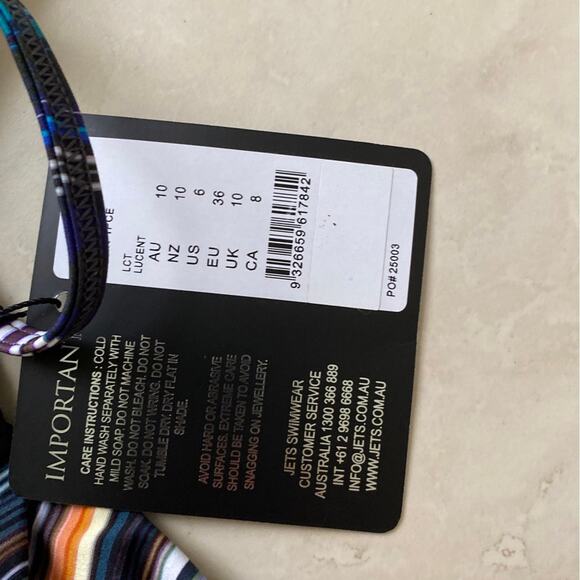 LCT
LUCENT
AU 10
NZ 10
US 6
EU 36
UK 10
CA 8
9 326659 617842
PO# 25003
CARE INSTRUCTIONS : COLD
HAND WASH SEPARATELY WITH
MILD SOAP. DO NOT MACHINE
WASH. DO NOT BLEACH. DO NOT
SOAK. DO NOT WRING. DO NOT
TUMBLE DRY / DRY FLAT IN
SHADE.
AVOID HARD OR ABRASIVE
SURFACES. EXTREME CARE
SHOULD BE TAKEN TO AVOID
SNAGGING ON JEWELLERY.
JETS SWIMWEAR
CUSTOMER SERVICE
AUSTRALIA 1300 366 889
INT +61 2 9698 6668
INFO@JETS.COM.AU
WWW.JETS.COM.AU